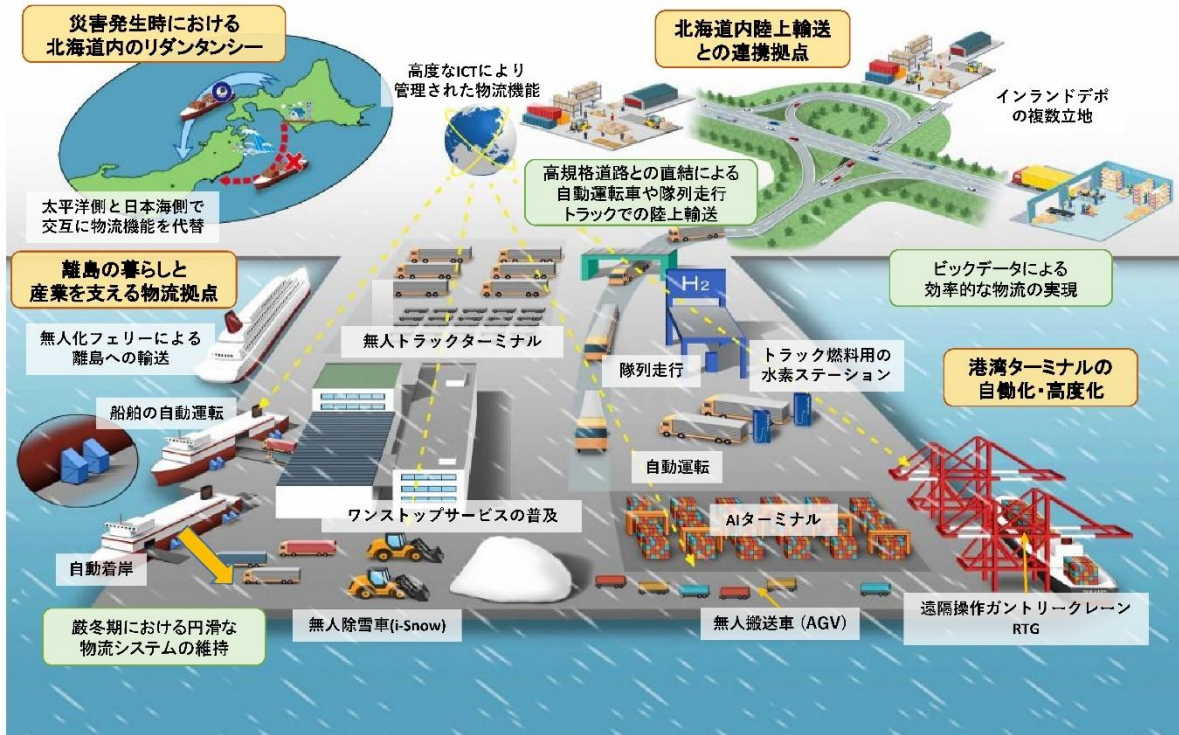 災害発生時における
北海道内のリダンタンシー
太平洋側と日本海側で
交互に物流機能を代替
高度なICTにより
管理された物流機能
北海道内陸上輸送
との連携拠点
インランドデポ
の複数立地
高規格道路との直結による
自動運転車や隊列走行
トラックでの陸上輸送
ビックデータによる
効率的な物流の実現
離島の暮らしと
産業を支える物流拠点
無人化フェリーによる
離島への輸送
船舶の自動運転
無人トラックターミナル
H2
隊列走行
トラック燃料用の
水素ステーション
港湾ターミナルの
自働化・高度化
自動運転
ワンストップサービスの普及
AIターミナル
自動着岸
厳冬期における円滑な
物流システムの維持
無人除雪車(i-Snow)
無人搬送車(AGV)
遠隔操作ガントリークレーン
RTG